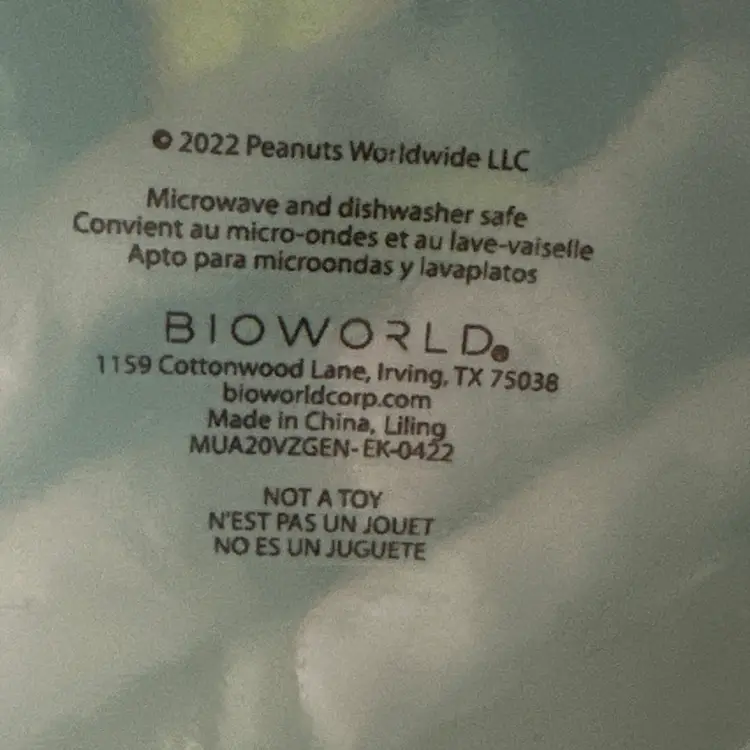 © 2022 Peanuts Worldwide LLC
Microwave and dishwasher safe
Convient au micro-ondes et au lave-vaiselle
Apto para microondas y lavaplatos
BIOWORLD®
1159 Cottonwood Lane, Irving, TX 75038
bioworldcorp.com
Made in China, Liling
MUA20VZGEN-EK-0422
NOT A TOY
N'EST PAS UN JOUET
NO ES UN JUGUETE